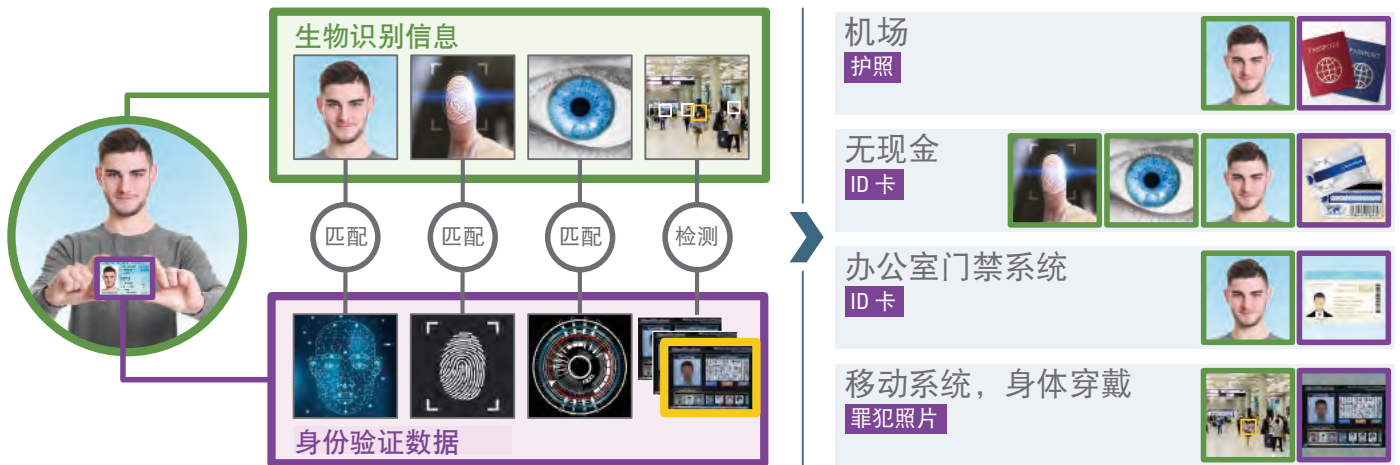 生物识别信息
匹配
匹配
匹配
检测
身份验证数据
机场
护照
PASSPORT
PASSPORT
无现金
ID 卡
办公室门禁系统
ID 卡
移动系统，身体穿戴
罪犯照片